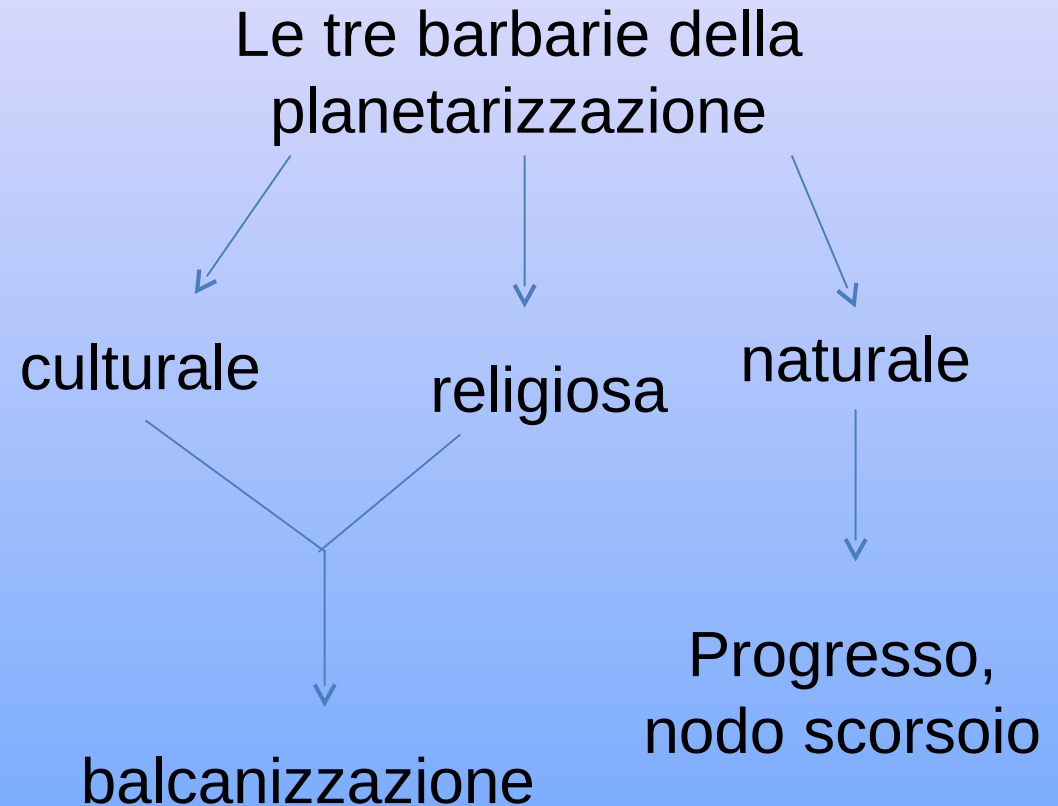 Le tre barbarie della
planetarizzazione
culturale
religiosa
naturale
Progresso,
nodo scorsoio
balcanizzazione